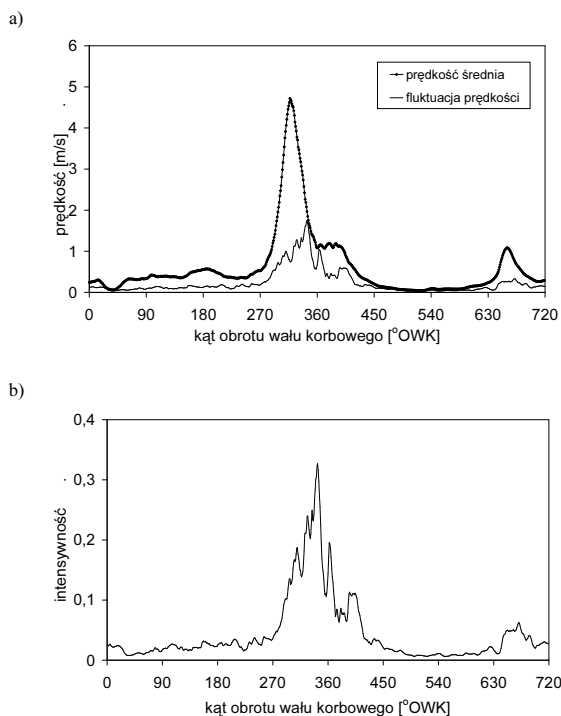 a)
6
5
4
3
2
1
0
prędkość [m/s]
prędkość średnia
fluktuacja prędkości
0 90 180 270 360 450 540 630 720
kąt obrotu wału korbowego [°OWK]
b)
0,4
0,3
0,2
0,1
0
intensywność
0 90 180 270 360 450 540 630 720
kąt obrotu wału korbowego [°OWK]